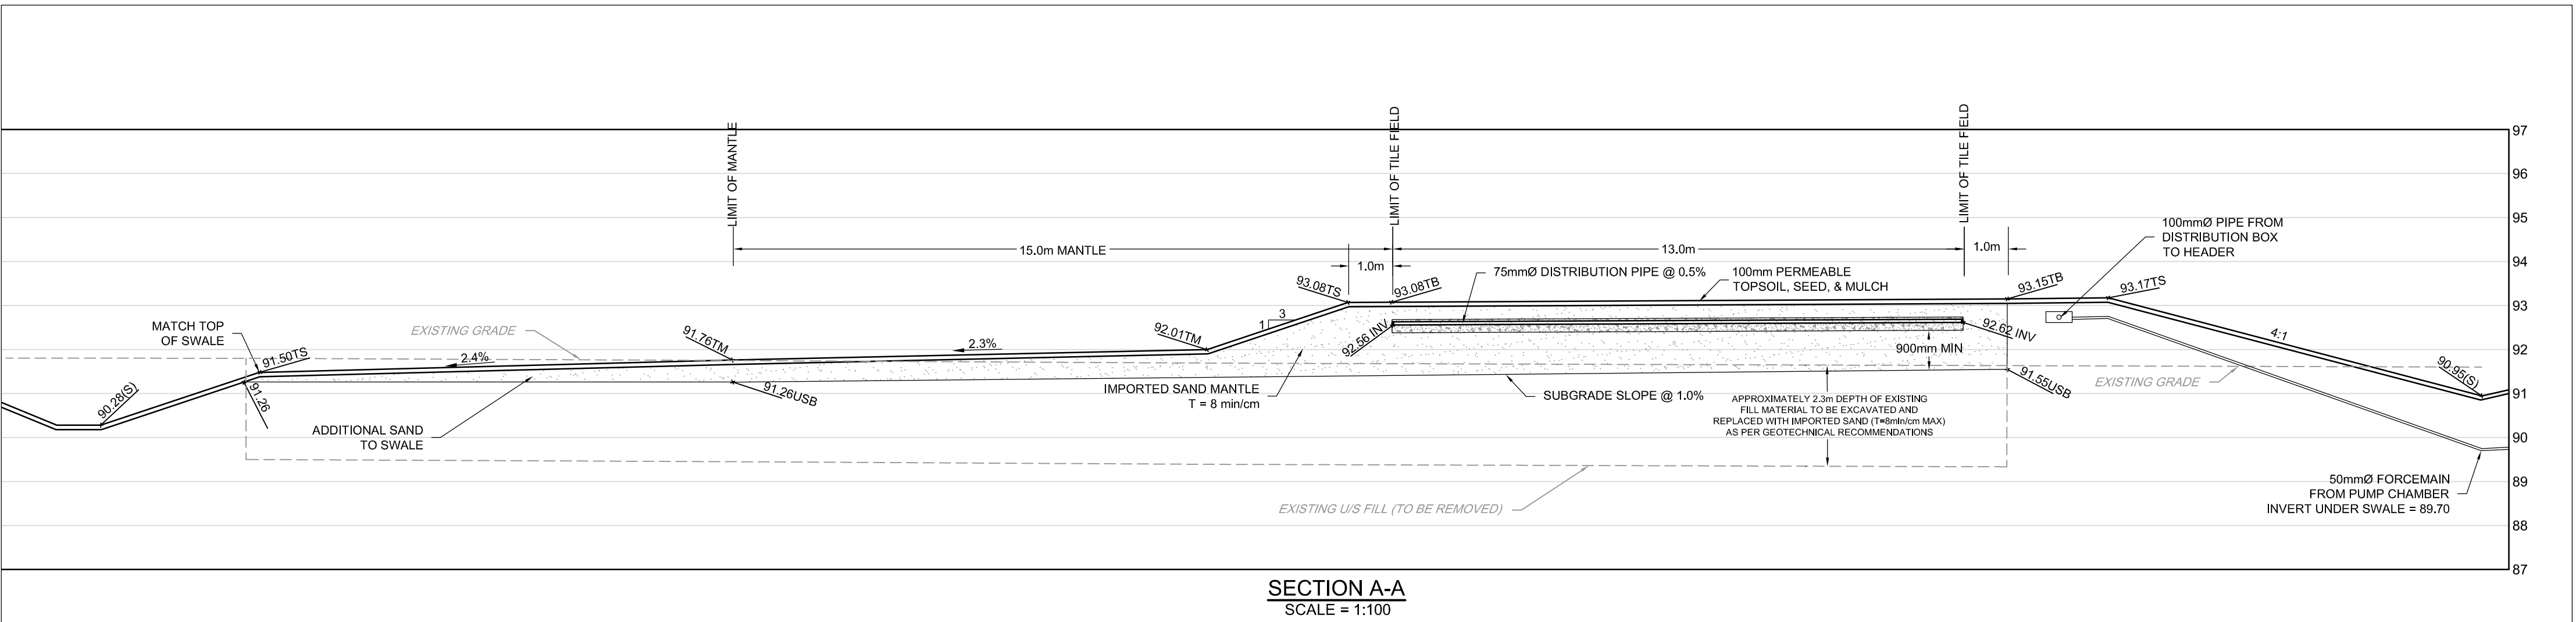 LIMIT OF MANTLE
LIMIT OF TILE FIELD
LIMIT OF TILE FIELD
97
96
95
94
93
92
91
90
89
88
87
15.0m MANTLE
1.0m
13.0m
1.0m
100mmØ PIPE FROM
DISTRIBUTION BOX
TO HEADER
75mmØ DISTRIBUTION PIPE @ 0.5%
100mm PERMEABLE
TOPSOIL, SEED, & MULCH
93.08TS
93.08TB
93.15TB
93.17TS
MATCH TOP
OF SWALE
EXISTING GRADE
91.50TS
2.4%
91.76TM
2.3%
92.01TM
1
3
92.56 INV
92.62 INV
900mm MIN
4:1
90.95(S)
90.28(S)
91.26
91.26USB
IMPORTED SAND MANTLE
T = 8 min/cm
SUBGRADE SLOPE @ 1.0%
91.55USB
EXISTING GRADE
ADDITIONAL SAND
TO SWALE
APPROXIMATELY 2.3m DEPTH OF EXISTING
FILL MATERIAL TO BE EXCAVATED AND
REPLACED WITH IMPORTED SAND (T=8min/cm MAX)
AS PER GEOTECHNICAL RECOMMENDATIONS
EXISTING U/S FILL (TO BE REMOVED)
50mmØ FORCEMAIN
FROM PUMP CHAMBER
INVERT UNDER SWALE = 89.70
SECTION A-A
SCALE = 1:100